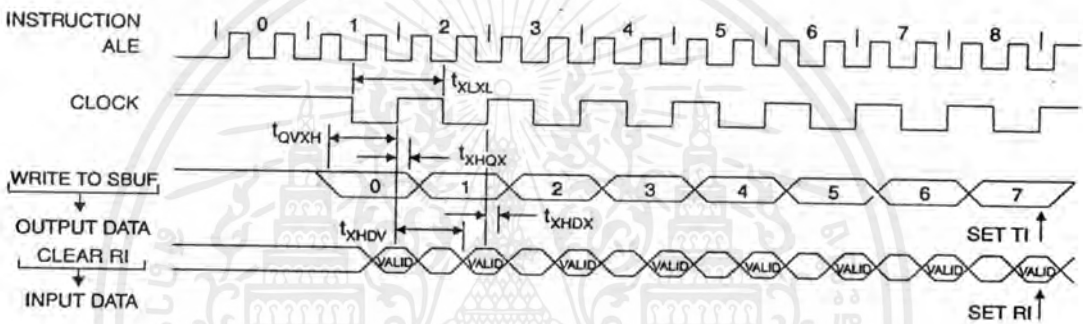 INSTRUCTION | 0 | 1 | 2 | 3 | 4 | 5 | 6 | 7 | 8 |
ALE
tXLXL
CLOCK
tQVXH
tXHQX
WRITE TO SBUF
0 1 2 3 4 5 6 7
OUTPUT DATA
tXHDV
tXHDX
SET TI
CLEAR RI
VALID VALID VALID VALID VALID VALID VALID VALID
INPUT DATA
SET RI